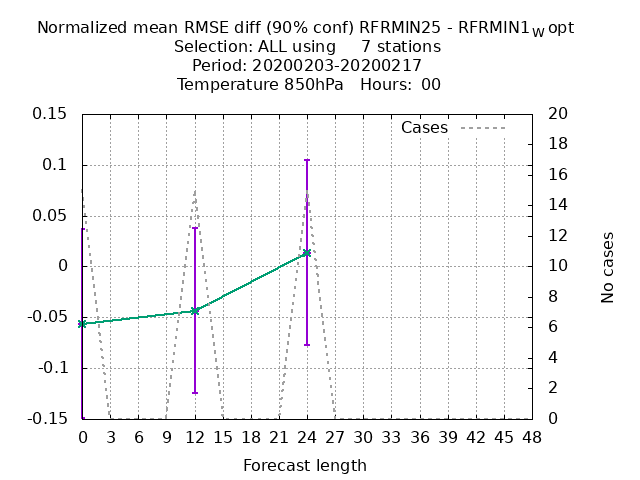 Normalized mean RMSE diff (90% conf) RFRMIN25 - RFRMIN1w opt
Selection: ALL using 7 stations
Period: 20200203-20200217
Temperature 850hPa Hours: 00
Cases
0.15
0.1
0.05
0
-0.05
-0.1
-0.15
20
18
16
14
12
10
8
6
4
2
0
No cases
0 3 6 9 12 15 18 21 24 27 30 33 36 39 42 45 48
Forecast length